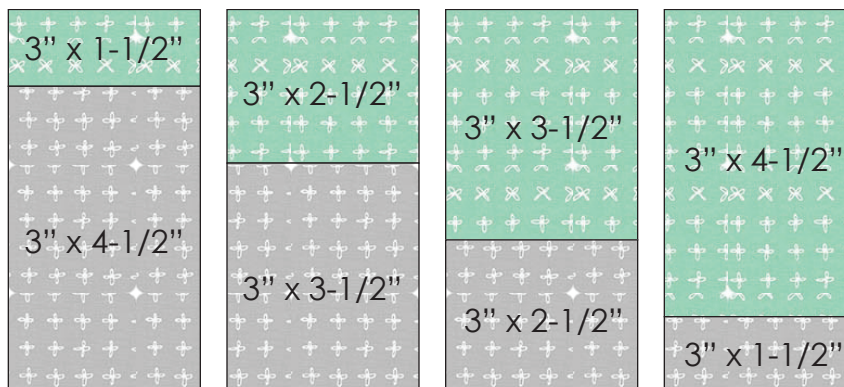 3” x 1-1/2”
3” x 4-1/2”
3” x 2-1/2”
3” x 3-1/2”
3” x 3-1/2”
3” x 2-1/2”
3” x 4-1/2”
3” x 1-1/2”